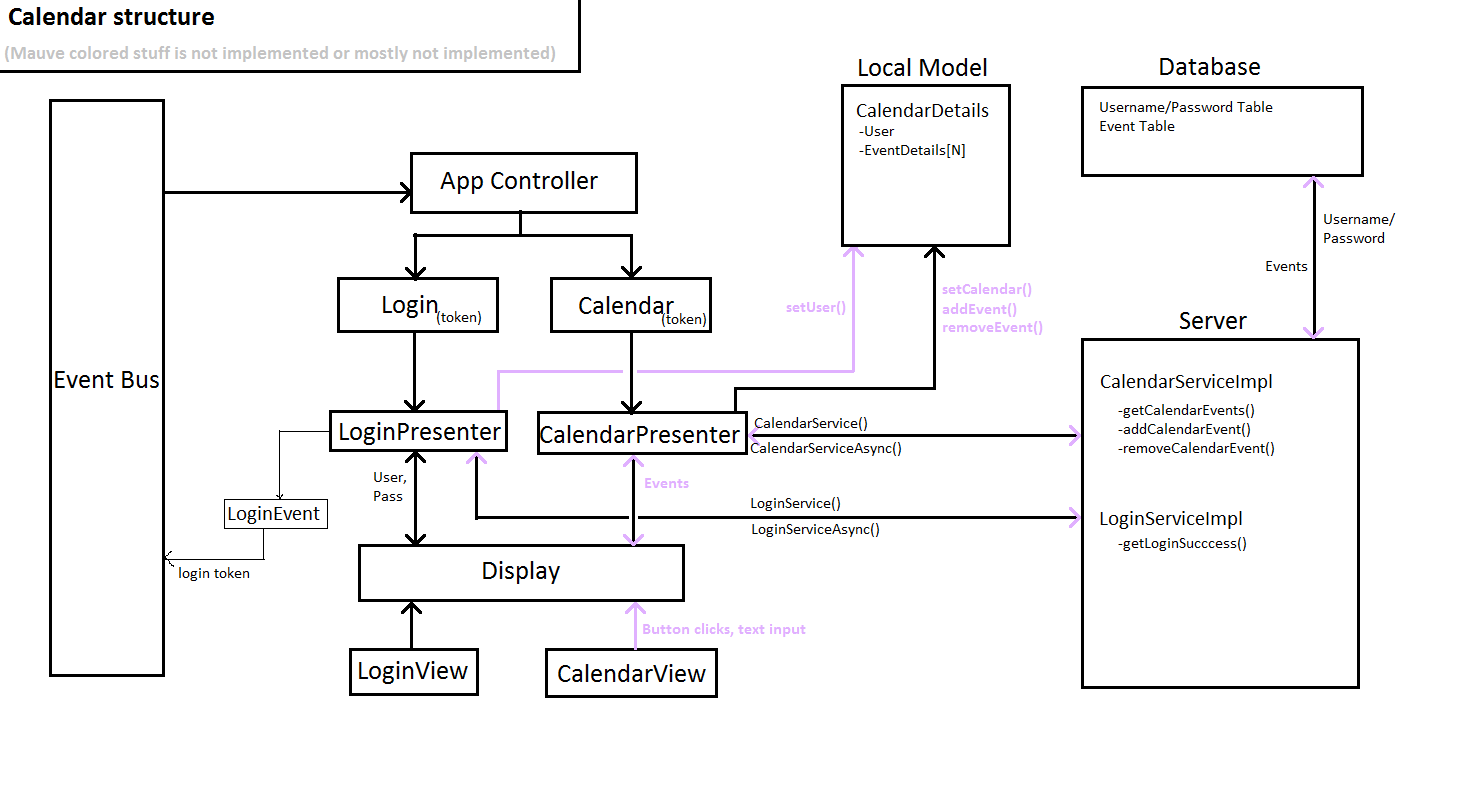 Calendar structure
(Mauve colored stuff is not implemented or mostly not implemented)
Local Model
Database
CalendarDetails
-User
-EventDetails[N]
Username/Password Table
Event Table
App Controller
Username/
Password
Events
Login
(token)
Calendar
(token)
setUser()
setCalendar()
addEvent()
removeEvent()
Server
Event Bus
CalendarServiceImpl
-getCalendarEvents()
-addCalendarEvent()
-removeCalendarEvent()
LoginPresenter
CalendarPresenter
CalendarService()
CalendarServiceAsync()
User,
Pass
Events
LoginEvent
LoginService()
LoginServiceAsync()
LoginServiceImpl
-getLoginSucccess()
login token
Display
Button clicks, text input
LoginView
CalendarView